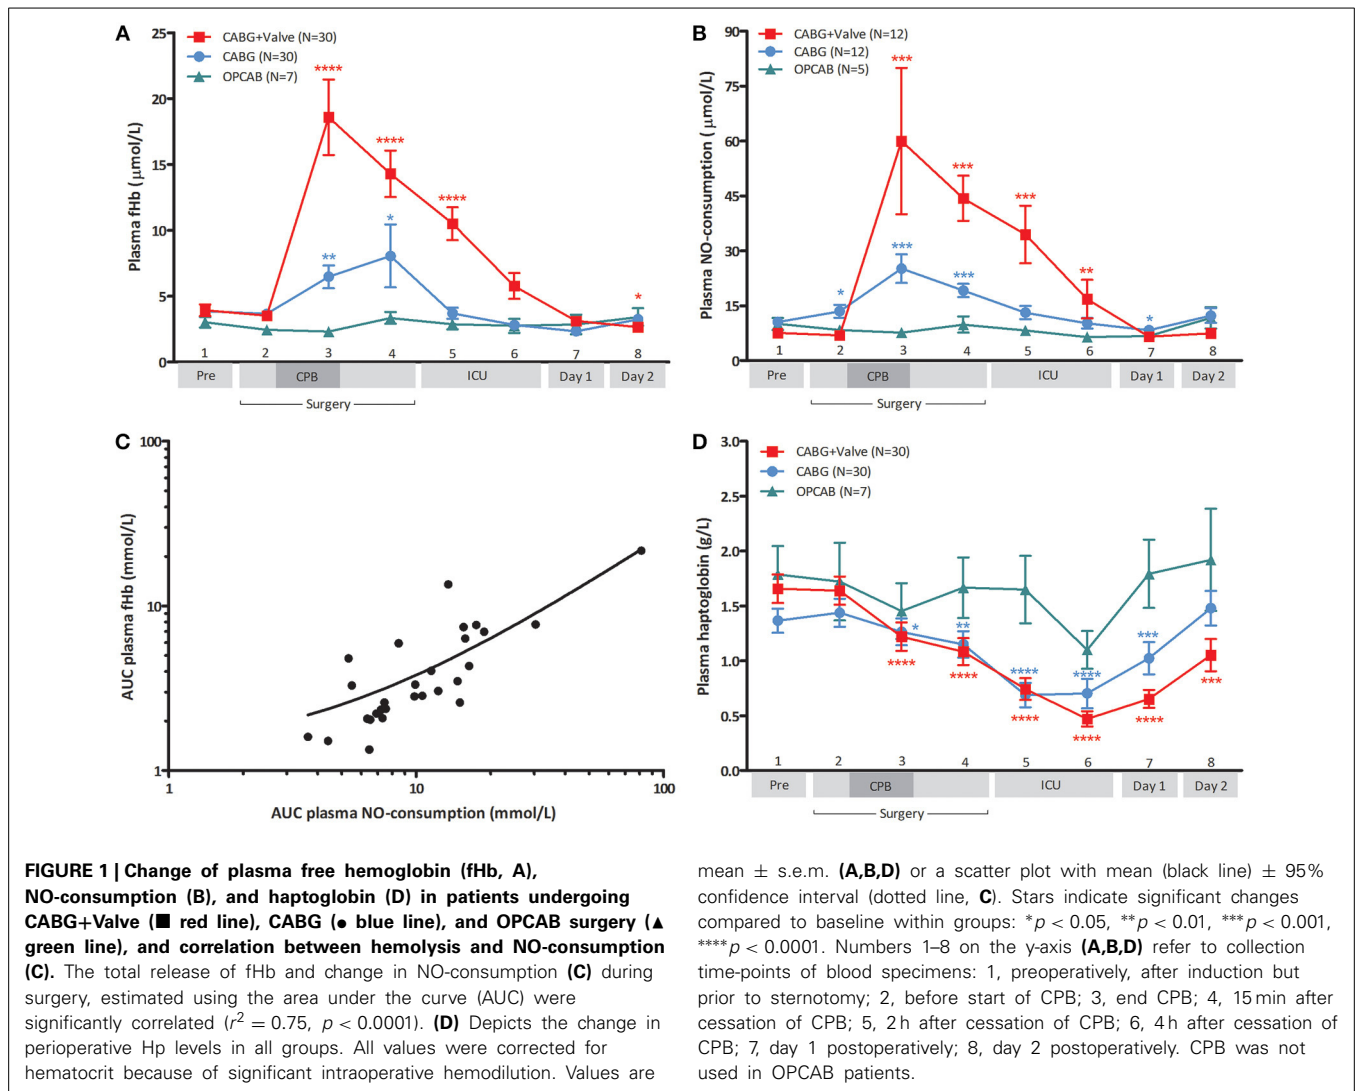 A
CABG+Valve (N=30)
CABG (N=30)
OPCAB (N=7)
Plasma fHb (μmol/L)
25
20
15
10
5
0
****
****
****
**
*
*
1 2 3 4 5 6 7 8
Pre CPB ICU Day 1 Day 2
Surgery
B
CABG+Valve (N=12)
CABG (N=12)
OPCAB (N=5)
Plasma NO-consumption ( μmol/L)
90
75
60
45
30
15
0
***
***
***
**
*
***
***
*
1 2 3 4 5 6 7 8
Pre CPB ICU Day 1 Day 2
Surgery
C
AUC plasma fHb (mmol/L)
100
10
1
1 10 100
AUC plasma NO-consumption (mmol/L)
D
CABG+Valve (N=30)
CABG (N=30)
OPCAB (N=7)
Plasma haptoglobin (g/L)
3.0
2.5
2.0
1.5
1.0
0.5
0.0
*
**
****
****
***
****
****
****
****
****
***
1 2 3 4 5 6 7 8
Pre CPB ICU Day 1 Day 2
Surgery
FIGURE 1 | Change of plasma free hemoglobin (fHb, A),
NO-consumption (B), and haptoglobin (D) in patients undergoing
CABG+Valve (■ red line), CABG (● blue line), and OPCAB surgery (▲
green line), and correlation between hemolysis and NO-consumption
(C). The total release of fHb and change in NO-consumption (C) during
surgery, estimated using the area under the curve (AUC) were
significantly correlated (r² = 0.75, p < 0.0001). (D) Depicts the change in
perioperative Hp levels in all groups. All values were corrected for
hematocrit because of significant intraoperative hemodilution. Values are
mean ± s.e.m. (A,B,D) or a scatter plot with mean (black line) ± 95%
confidence interval (dotted line, C). Stars indicate significant changes
compared to baseline within groups: *p < 0.05, **p < 0.01, ***p < 0.001,
****p < 0.0001. Numbers 1–8 on the y-axis (A,B,D) refer to collection
time-points of blood specimens: 1, preoperatively, after induction but
prior to sternotomy; 2, before start of CPB; 3, end CPB; 4, 15 min after
cessation of CPB; 5, 2 h after cessation of CPB; 6, 4 h after cessation of
CPB; 7, day 1 postoperatively; 8, day 2 postoperatively. CPB was not
used in OPCAB patients.